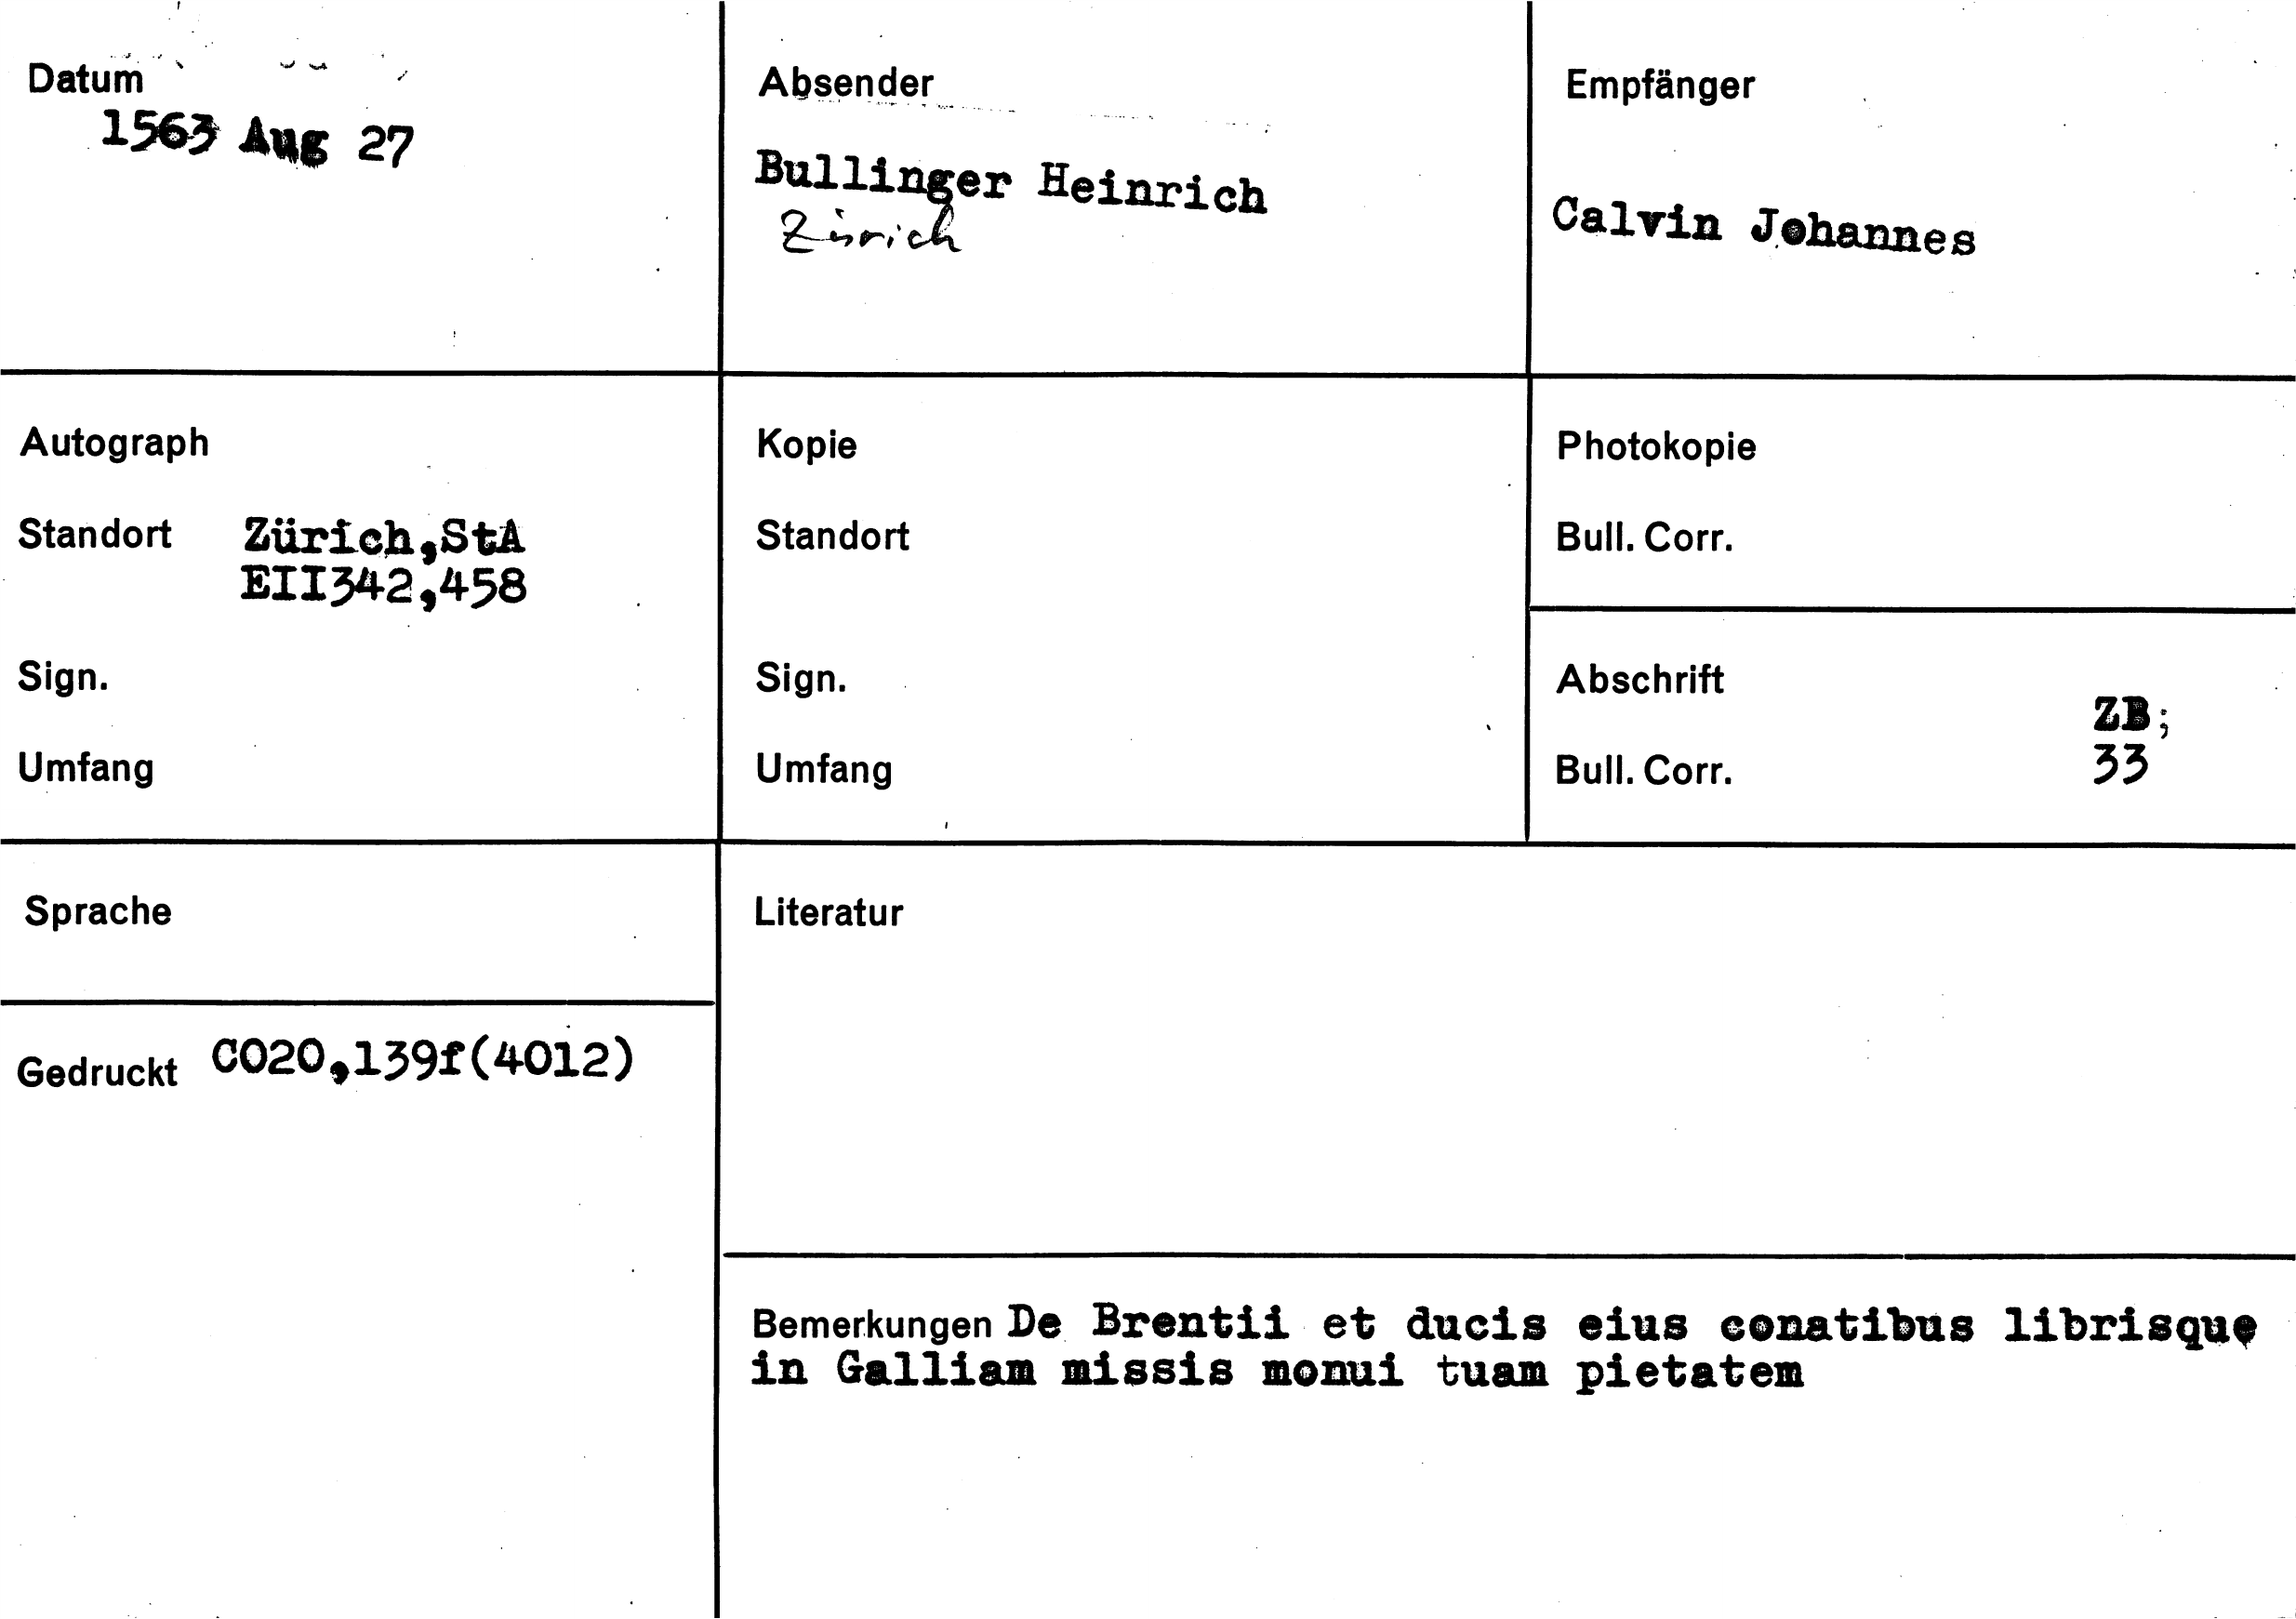 Datum
1563 Aug 27
Absender
Bullinger Heinrich
Zürich
Empfänger
Calvin Johannes
Autograph
Standort Zürich,StA
EII342,458
Sign.
Umfang
Kopie
Standort
Sign.
Umfang
Photokopie
Bull. Corr.
Abschrift
ZB;
Bull. Corr. 33
Sprache
Gedruckt CO20,139f(4012)
Literatur
Bemerkungen De Brentii et ducis eius conatibus librisque
in Galliam missis monui tuam pietatem